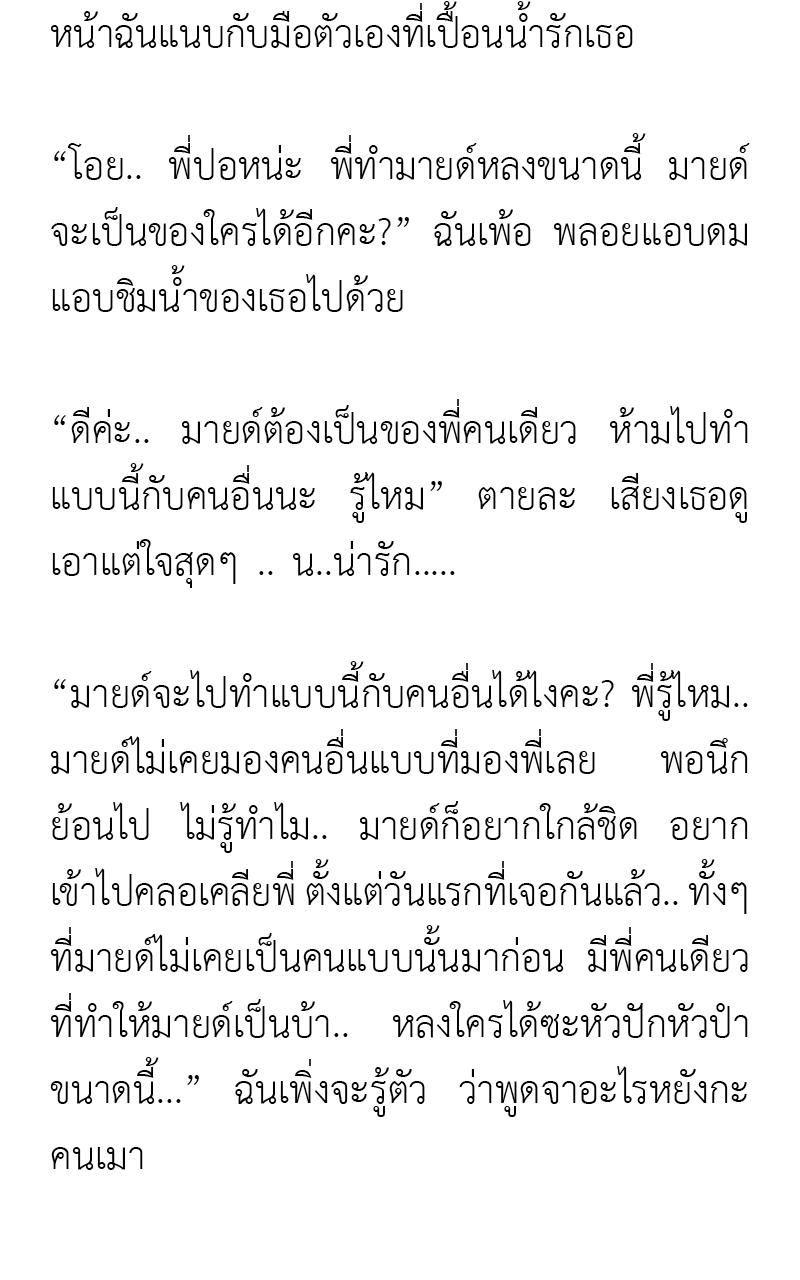 หน้าฉันแนบกับมือตัวเองที่เปื้อนน้ำรักเธอ
“โอย.. พี่ปอหน่ะ พี่ทำมายด์หลงขนาดนี้ มายด์
จะเป็นของใครได้อีกคะ?” ฉันเพ้อ พลอยแอบดม
แอบชิมน้ำของเธอไปด้วย
“ดีค่ะ.. มายด์ต้องเป็นของพี่คนเดียว ห้ามไปทำ
แบบนี้กับคนอื่นนะ รู้ไหม” ตายละ เสียงเธอดู
เอาแต่ใจสุดๆ .. น..น่ารัก.....
“มายด์จะไปทำแบบนี้กับคนอื่นได้ไงคะ? พี่รู้ไหม..
มายด์ไม่เคยมองคนอื่นแบบที่มองพี่เลย พอนึก
ย้อนไป ไม่รู้ทำไม.. มายด์ก็อยากใกล้ชิด อยาก
เข้าไปคลอเคลียพี่ ตั้งแต่วันแรกที่เจอกันแล้ว.. ทั้งๆ
ที่มายด์ไม่เคยเป็นคนแบบนั้นมาก่อน มีพี่คนเดียว
ที่ทำให้มายด์เป็นบ้า.. หลงใครได้ซะหัวปักหัวปำ
ขนาดนี้...” ฉันเพิ่งจะรู้ตัว ว่าพูดจาอะไรหยังกะ
คนเมา